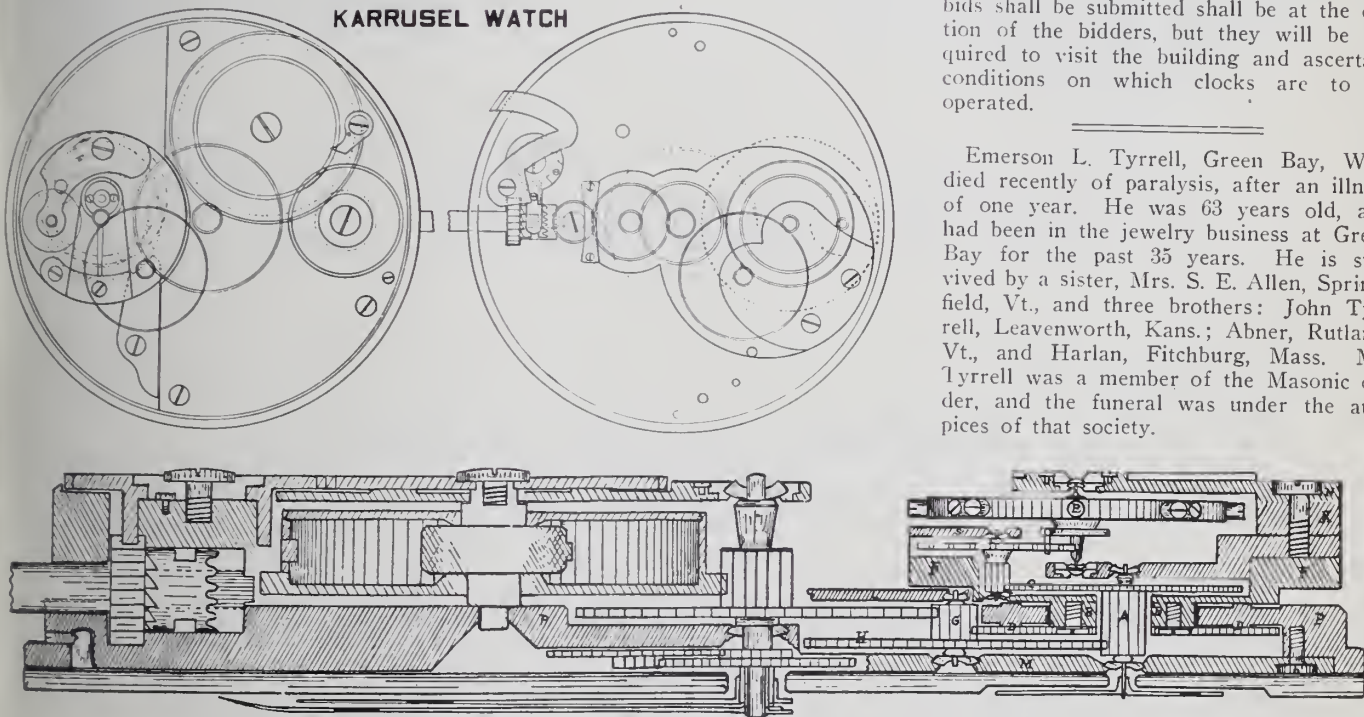 KARRUSEL WATCH
bids shall be submitted shall be at the
tion of the bidders, but they will be
quired to visit the building and ascert
conditions on which clocks are to
operated.
Emerson L. Tyrrell, Green Bay, W
died recently of paralysis, after an illn
of one year. He was 63 years old, a
had been in the jewelry business at Gre
Bay for the past 35 years. He is s
vived by a sister, Mrs. S. E. Allen, Sprin
field, Vt., and three brothers: John Ty
rell, Leavenworth, Kans.; Abner, Rutla
Vt., and Harlan, Fitchburg, Mass. M
Tyrrell was a member of the Masonic
der, and the funeral was under the au
pices of that society.
B
N
K
S
F
F
C
L
G
A
P
B
P
H
M